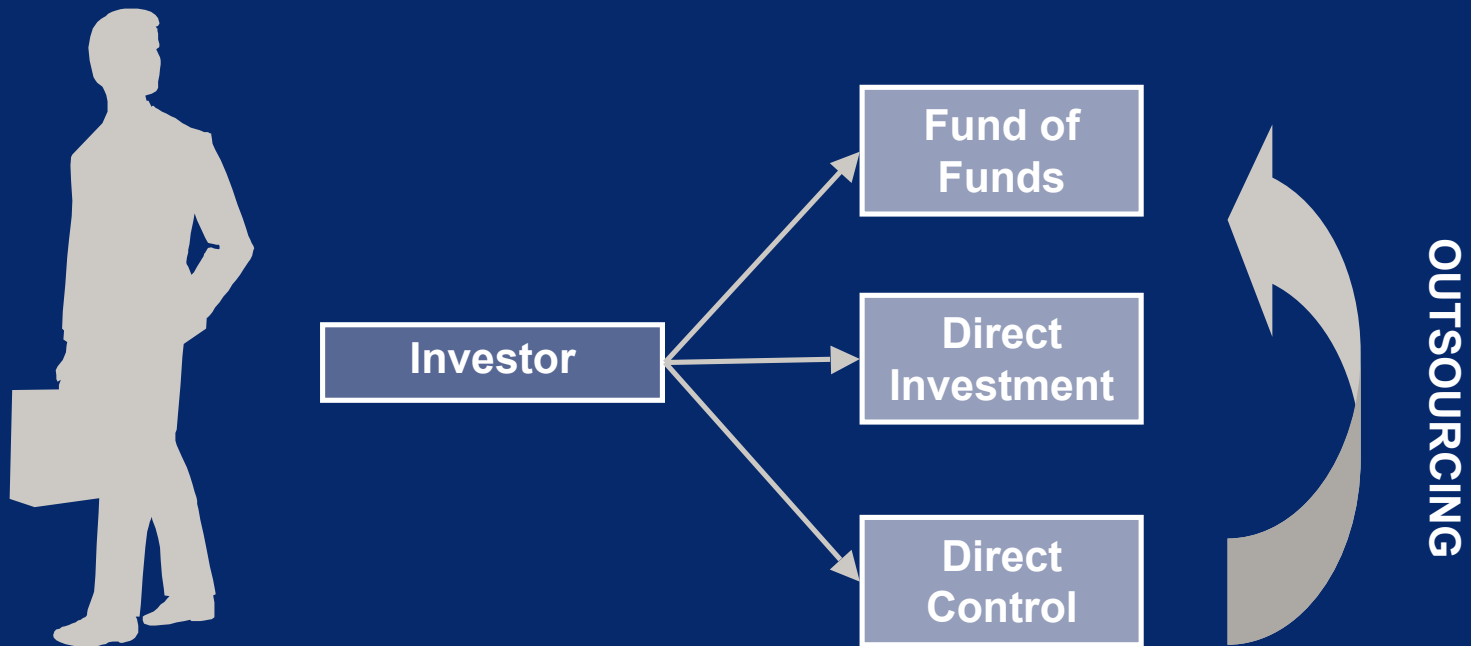 Fund of
Funds
Investor
Direct
Investment
Direct
Control
OUTSOURCING